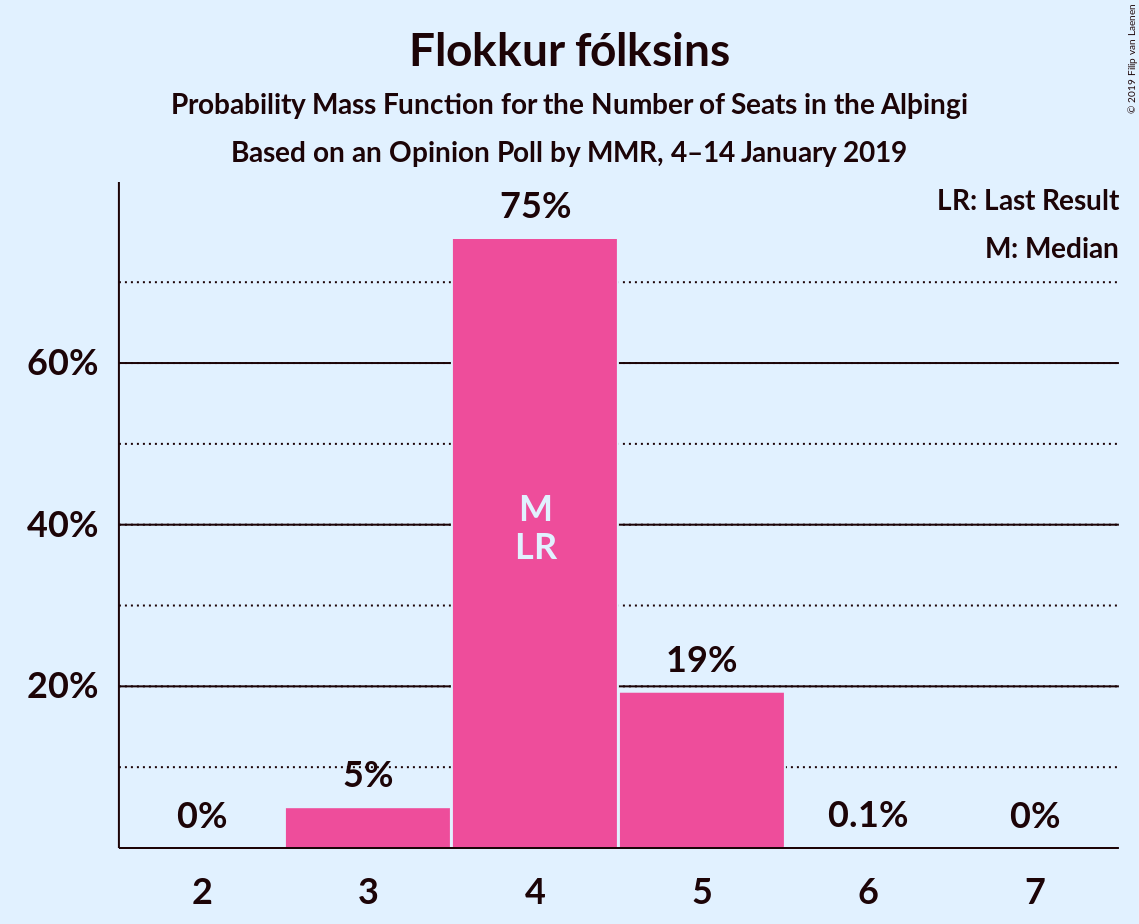 Flokkur fólksins
Probability Mass Function for the Number of Seats in the Alþingi
Based on an Opinion Poll by MMR, 4–14 January 2019
© 2019 Filip van Laenen
LR: Last Result
M: Median
75%
60%
40%
20%
M
LR
19%
5%
0%
0.1%
0%
2 3 4 5 6 7